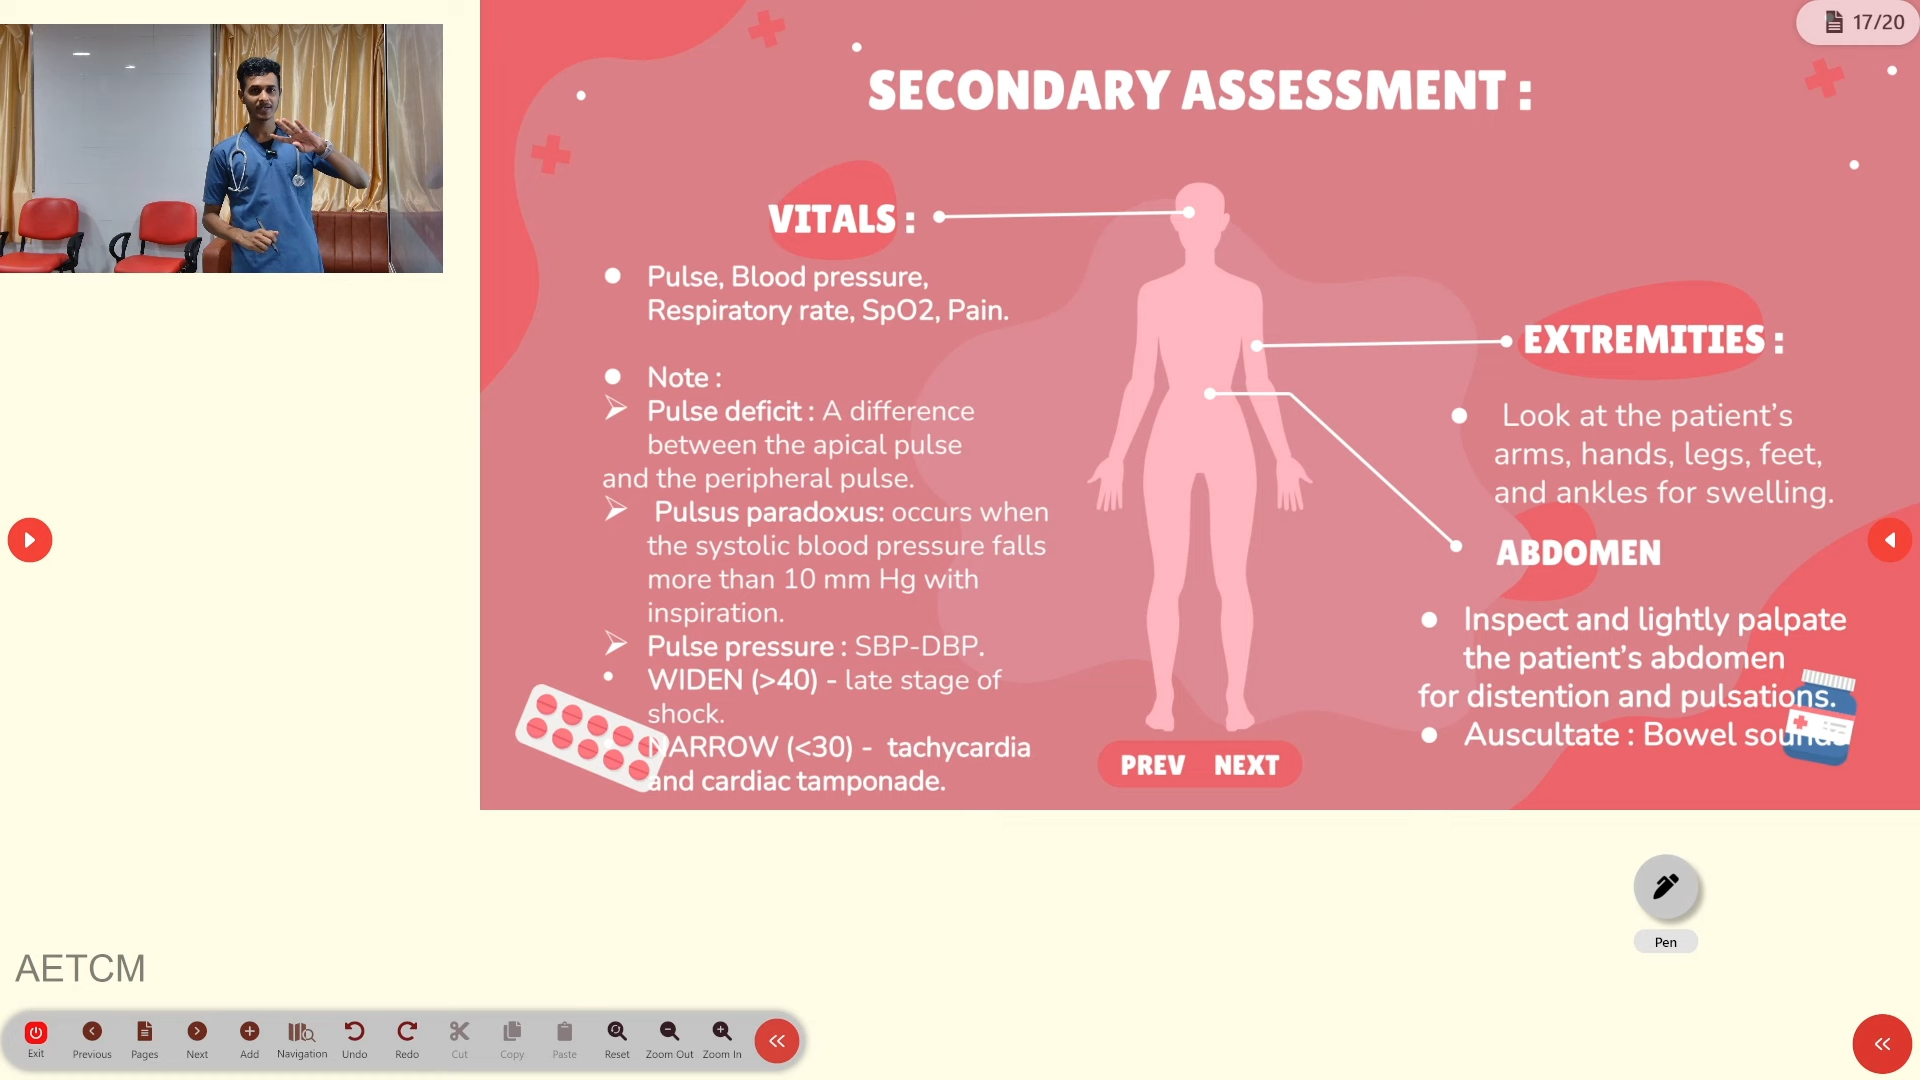 17/20
SECONDARY ASSESSMENT :
VITALS :
Pulse, Blood pressure,
Respiratory rate, SpO2, Pain.
Note :
Pulse deficit : A difference
between the apical pulse
and the peripheral pulse.
Pulsus paradoxus: occurs when
the systolic blood pressure falls
more than 10 mm Hg with
inspiration.
Pulse pressure : SBP-DBP.
WIDEN (>40) - late stage of
shock.
NARROW (<30) - tachycardia
and cardiac tamponade.
EXTREMITIES :
Look at the patient's
arms, hands, legs, feet,
and ankles for swelling.
ABDOMEN
Inspect and lightly palpate
the patient's abdomen
for distention and pulsations.
Auscultate : Bowel sounds
PREV NEXT
Pen
AETCM
Exit Previous Pages Next Add Navigation Undo Redo Cut Copy Paste Reset Zoom Out Zoom In